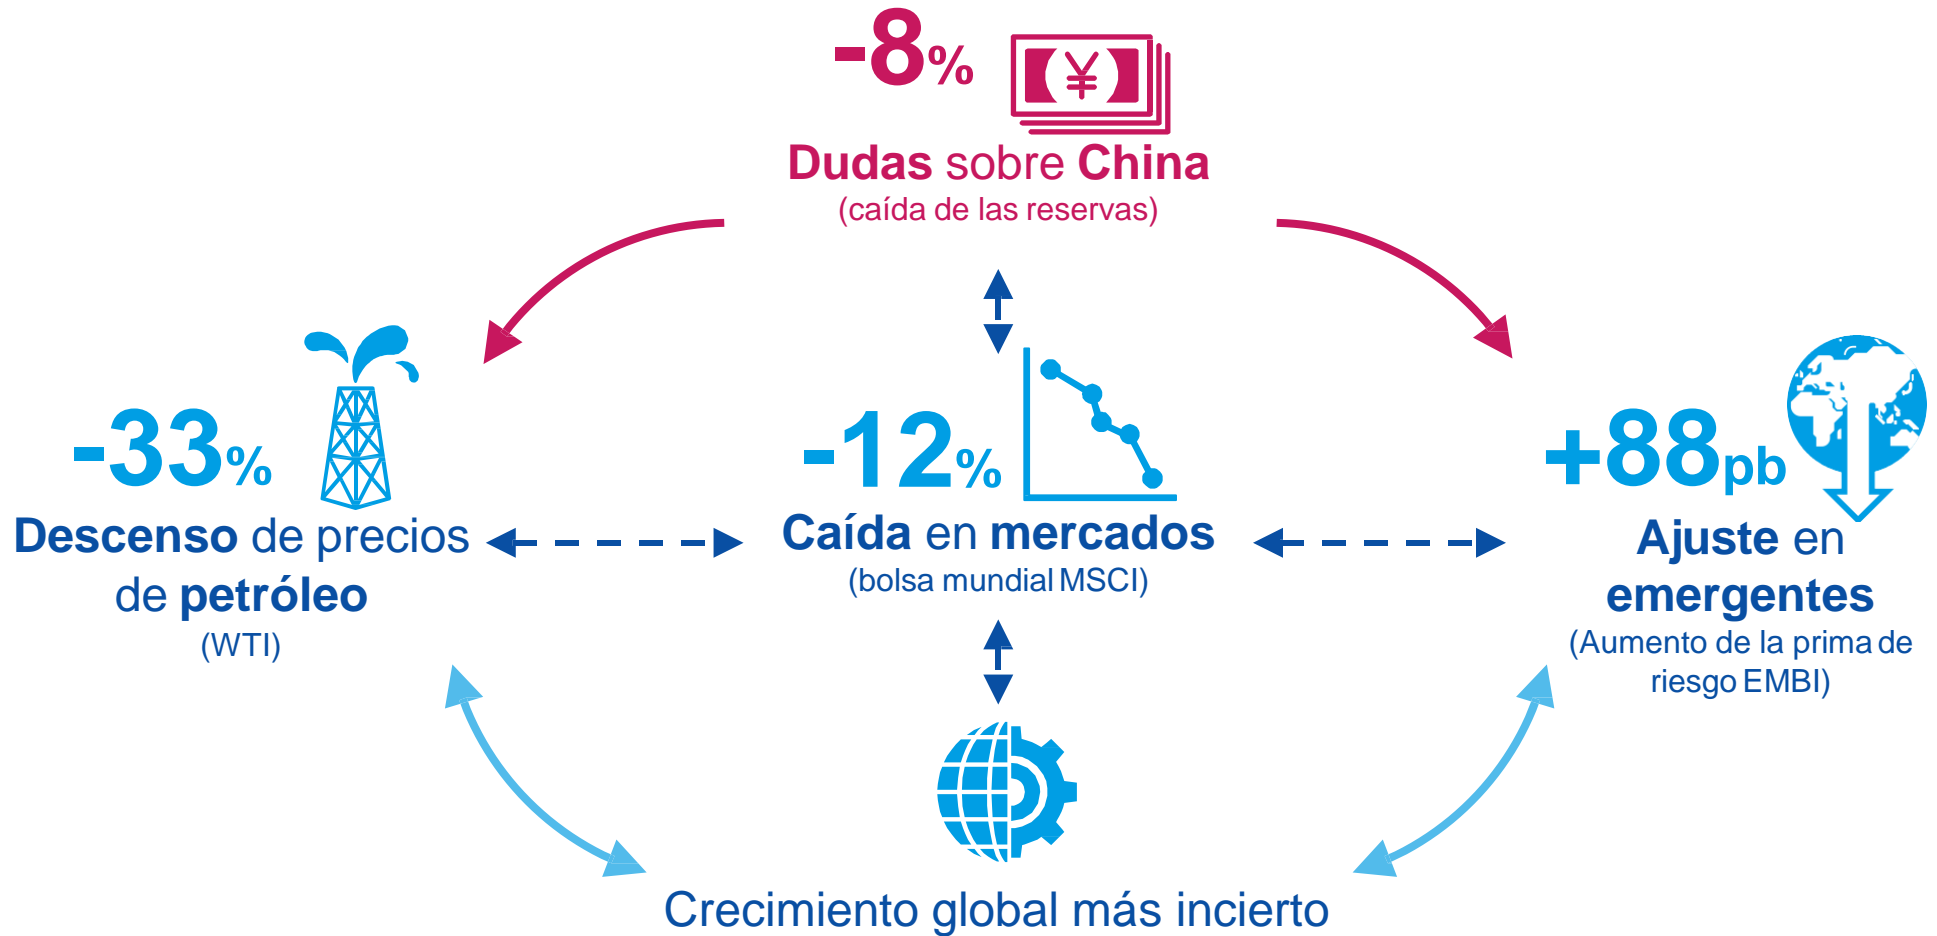 -8%
¥
Dudas sobre China
(caída de las reservas)
-33%
Descenso de precios
de petróleo
(WTI)
-12%
Caída en mercados
(bolsa mundial MSCI)
+88pb
Ajuste en
emergentes
(Aumento de la prima de
riesgo EMBI)
Crecimiento global más incierto